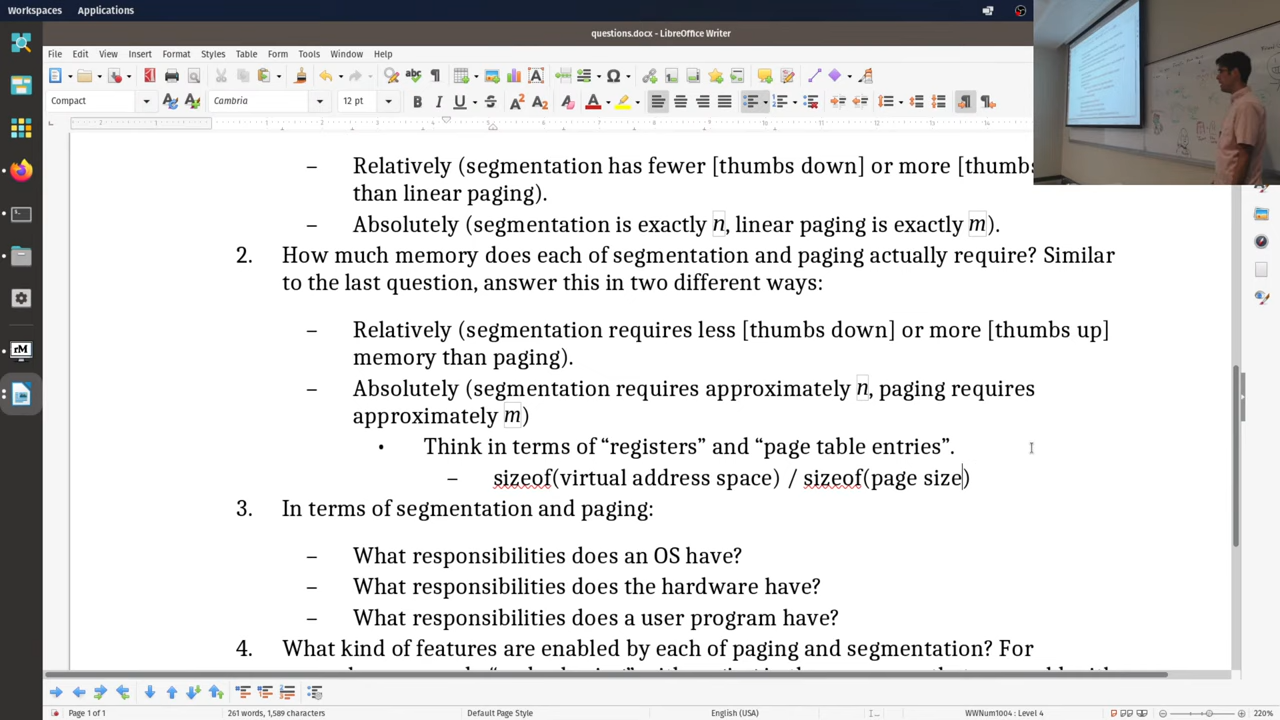 Workspaces Applications
questions.docx - LibreOffice Writer
File Edit View Insert Format Styles Table Form Tools Window Help
Compact Cambria 12 pt
– Relatively (segmentation has fewer [thumbs down] or more [thumbs
than linear paging).
– Absolutely (segmentation is exactly n, linear paging is exactly m).
2. How much memory does each of segmentation and paging actually require? Similar
to the last question, answer this in two different ways:
– Relatively (segmentation requires less [thumbs down] or more [thumbs up]
memory than paging).
– Absolutely (segmentation requires approximately n, paging requires
approximately m)
• Think in terms of “registers” and “page table entries”.
– sizeof(virtual address space) / sizeof(page size)
3. In terms of segmentation and paging:
– What responsibilities does an OS have?
– What responsibilities does the hardware have?
– What responsibilities does a user program have?
4. What kind of features are enabled by each of paging and segmentation? For
Page 1 of 1 261 words, 1,589 characters Default Page Style English (USA) WWNum1004 : Level 4 220%